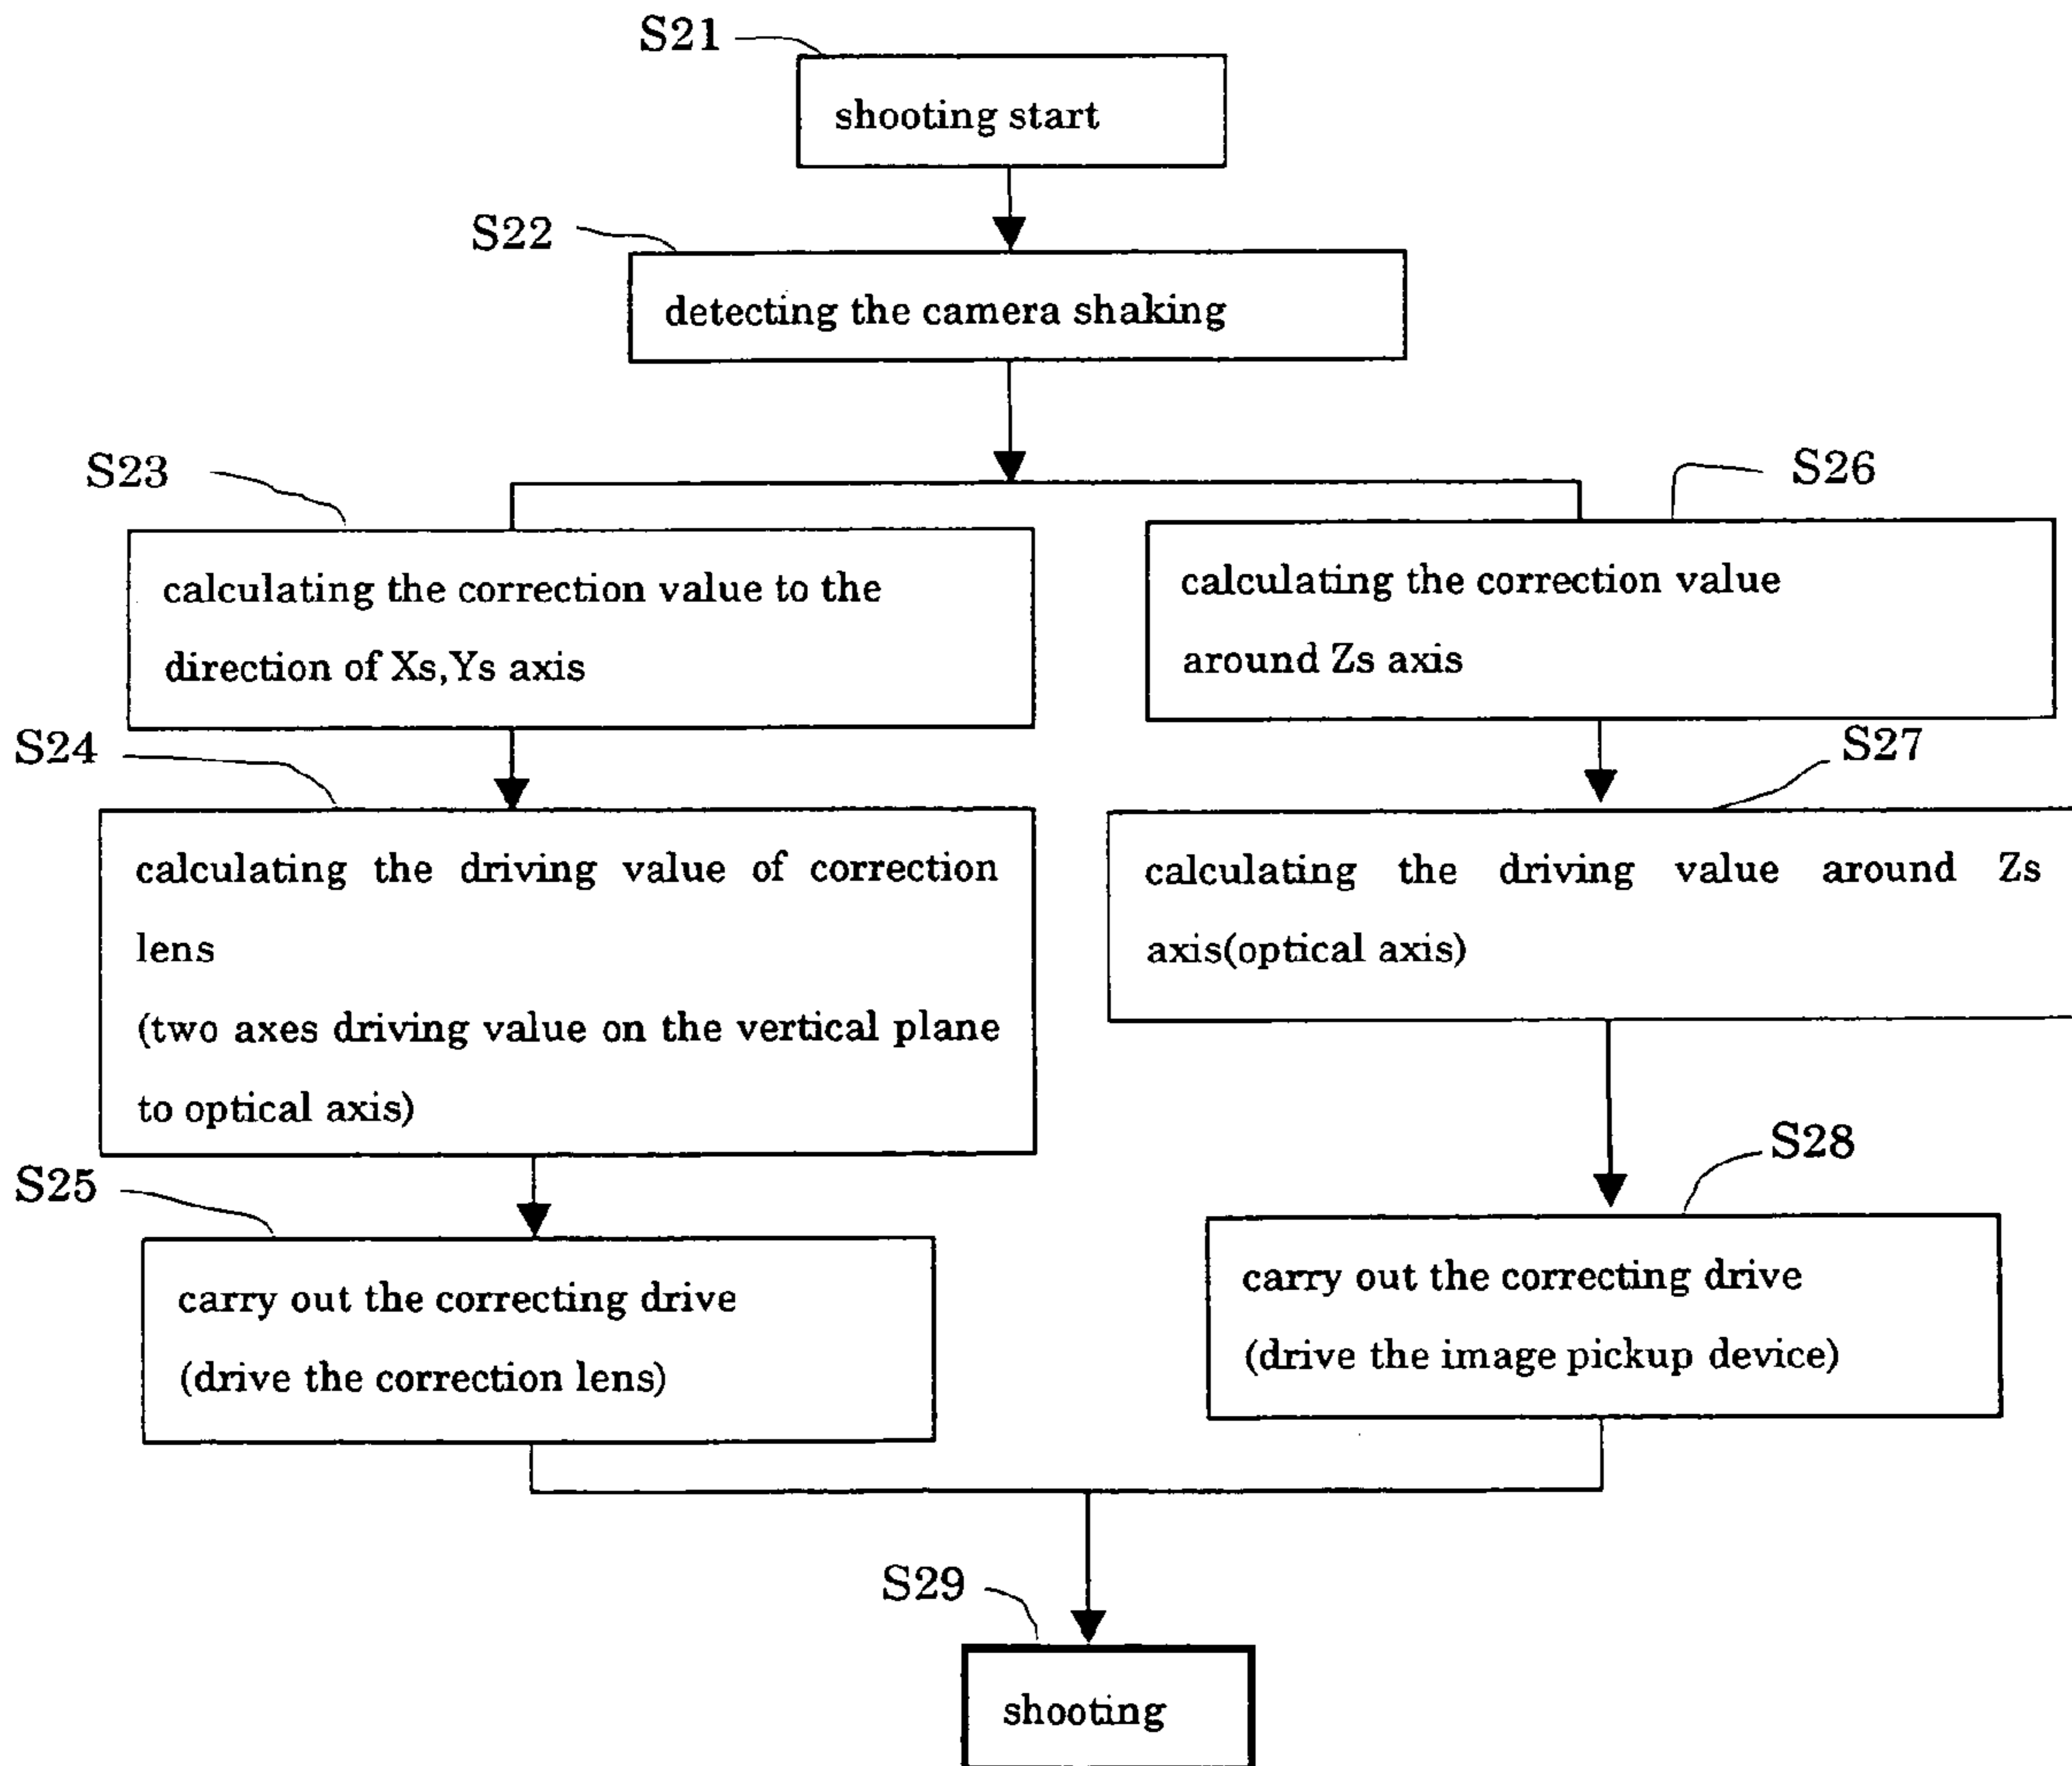 S21
shooting start
S22
detecting the camera shaking
S23
calculating the correction value to the
direction of Xs,Ys axis
S26
calculating the correction value
around Zs axis
S24
calculating the driving value of correction
lens
(two axes driving value on the vertical plane
to optical axis)
S27
calculating the driving value around Zs
axis(optical axis)
S25
carry out the correcting drive
(drive the correction lens)
S28
carry out the correcting drive
(drive the image pickup device)
S29
shooting